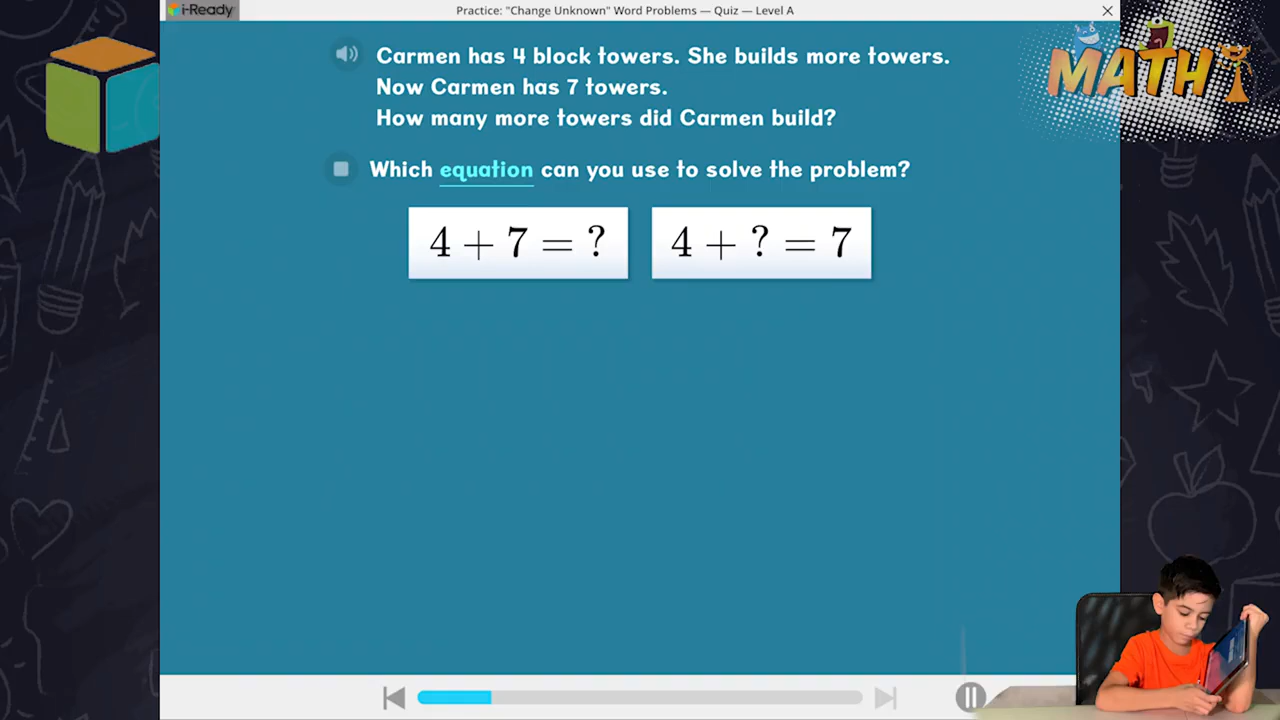 i-Ready
Practice: "Change Unknown" Word Problems — Quiz — Level A
MATH
Carmen has 4 block towers. She builds more towers.
Now Carmen has 7 towers.
How many more towers did Carmen build?
Which equation can you use to solve the problem?
4 + 7 = ?
4 + ? = 7